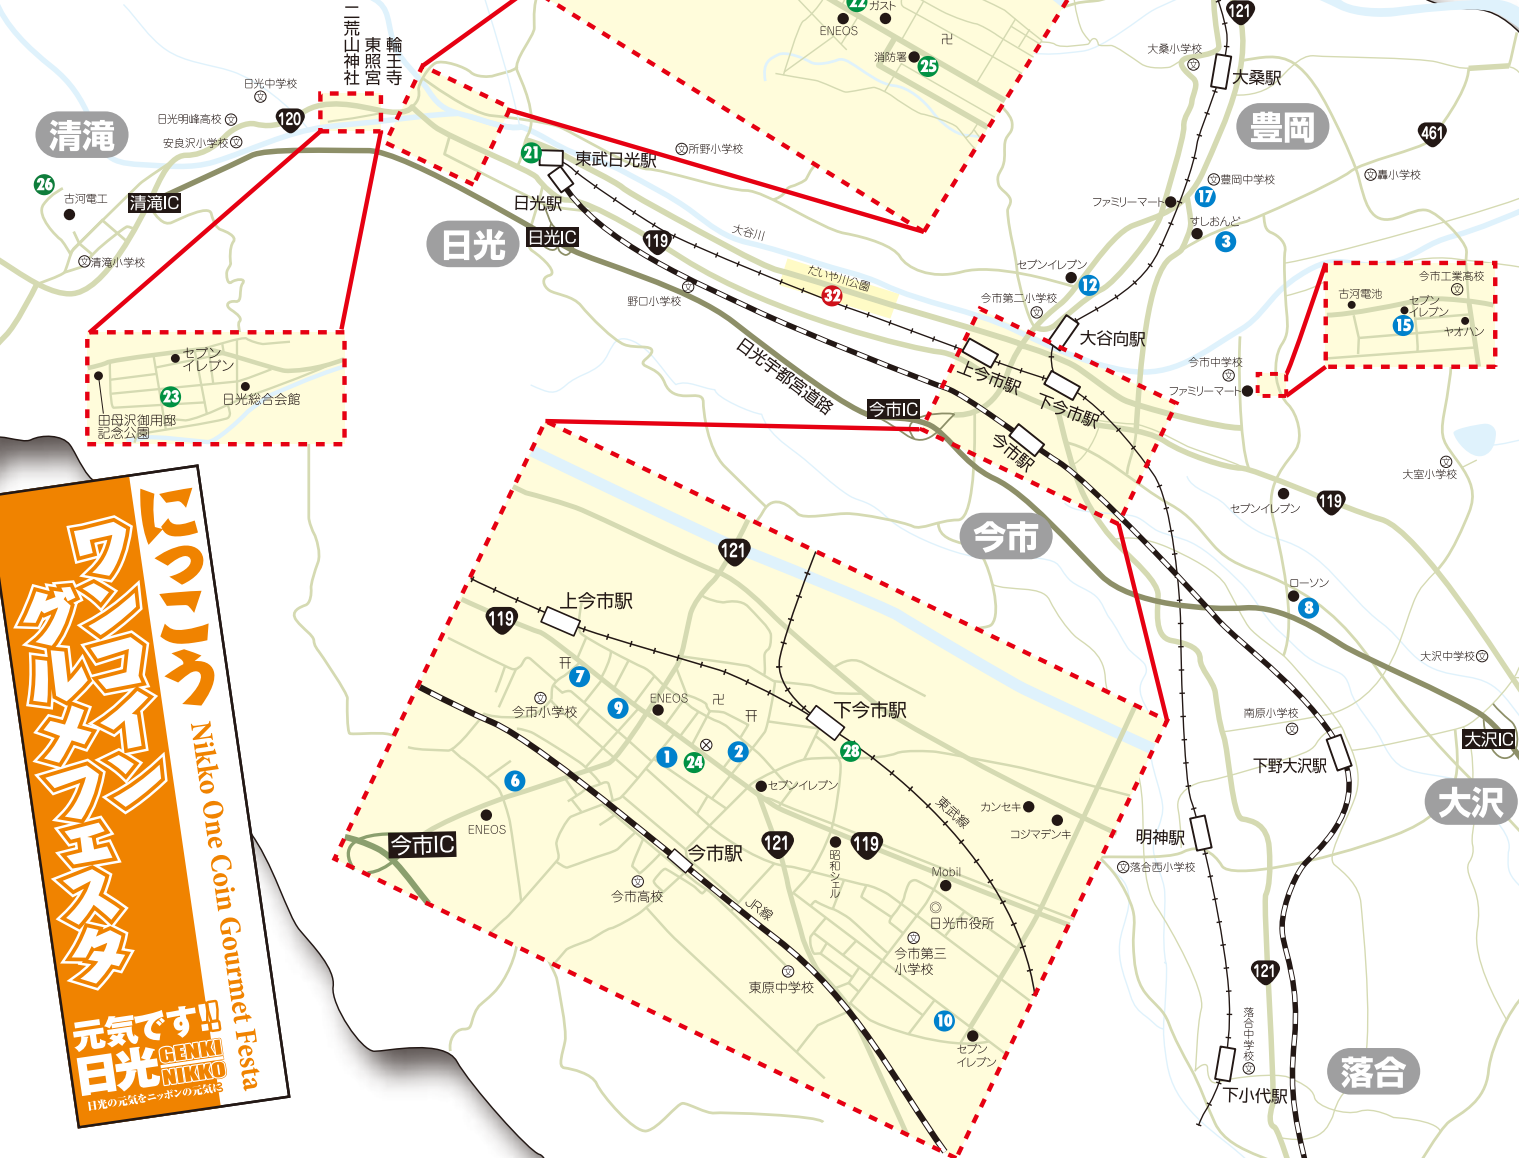 二荒山神社
東照宮
輪王寺
22
ガスト
ENEOS
消防署
25
卍
121
大桑小学校
大桑駅
豊岡
461
日光中学校
日光明峰高校
120
安良沢小学校
清滝
26
古河電工
清滝IC
清滝小学校
21
東武日光駅
所野小学校
日光駅
日光
日光IC
119
大谷川
野口小学校
だいや川公園
32
豊岡中学校
轟小学校
17
ファミリーマート
すしおんど
3
セブンイレブン
12
今市第二小学校
大谷向駅
今市工業高校
古河電池
セブン
イレブン
15
ヤオハン
今市中学校
ファミリーマート
上今市駅
下今市駅
今市駅
日光宇都宮道路
今市IC
セブン
イレブン
23
日光総合会館
田母沢御用邸
記念公園
大室小学校
セブンイレブン
119
今市
ローソン
8
大沢中学校
南原小学校
大沢IC
下野大沢駅
大沢
明神駅
落合西小学校
121
落合中学校
落合
下小代駅
121
119
上今市駅
7
今市小学校
9
ENEOS
卍
1
24
2
下今市駅
28
6
ENEOS
セブンイレブン
今市IC
今市駅
今市高校
121
119
昭和シェル
東武線
カンセキ
コジマデンキ
Mobil
日光市役所
JR線
今市第三
小学校
東原中学校
10
セブン
イレブン
にっこう
ワンコイン
グルメフェスタ
Nikko One Coin Gourmet Festa
元気です!!
日光
GENKI
NIKKO
日光の元気をニッポンの元気に